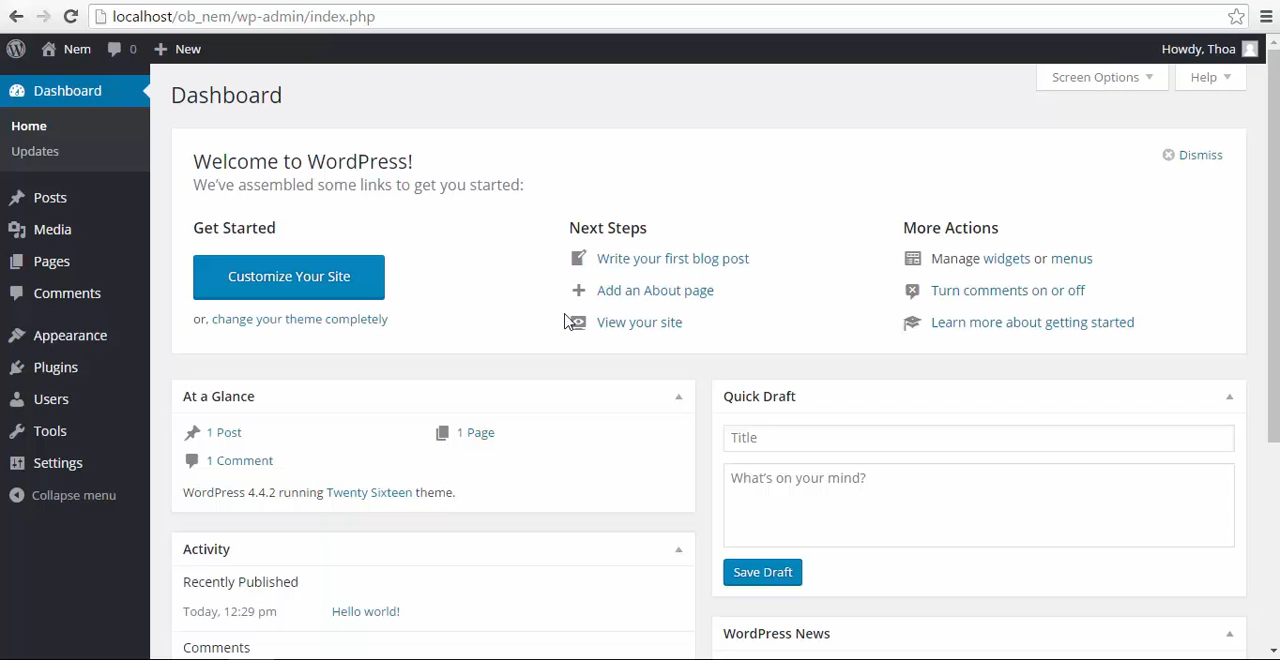 localhost/ob_nem/wp-admin/index.php
Nem 0 New Howdy, Thoa
Dashboard
Home
Updates
Posts
Media
Pages
Comments
Appearance
Plugins
Users
Tools
Settings
Collapse menu
Screen Options Help
Dashboard
Welcome to WordPress!
Dismiss
We've assembled some links to get you started:
Get Started
Customize Your Site
or, change your theme completely
Next Steps
Write your first blog post
Add an About page
View your site
More Actions
Manage widgets or menus
Turn comments on or off
Learn more about getting started
At a Glance
1 Post 1 Page
1 Comment
WordPress 4.4.2 running Twenty Sixteen theme.
Activity
Recently Published
Today, 12:29 pm Hello world!
Comments
Quick Draft
Title
What's on your mind?
Save Draft
WordPress News